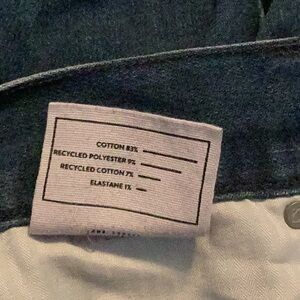 COTTON 83%
RECYCLED POLYESTER 9%
RECYCLED COTTON 7%
ELASTANE 1%